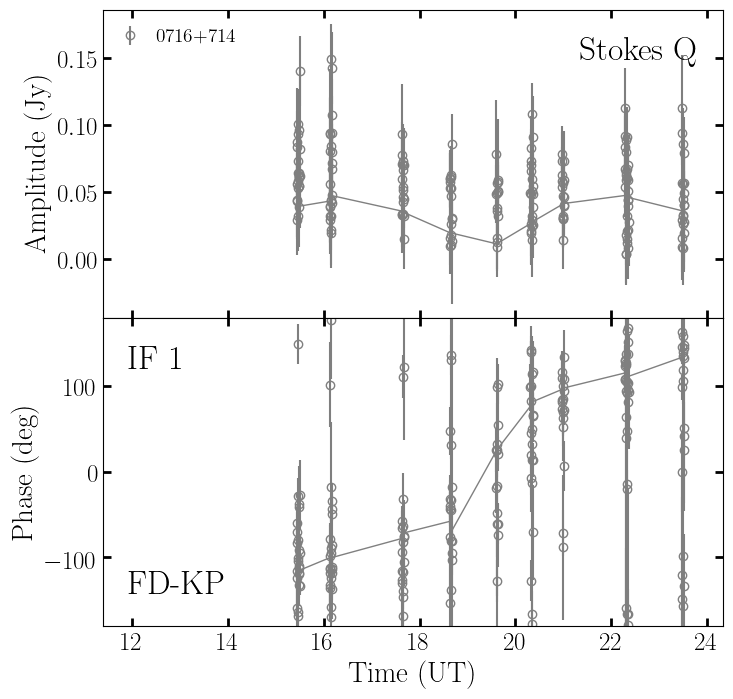 0716+714
Stokes Q
0.15
0.10
0.05
0.00
Amplitude (Jy)
IF 1
100
0
−100
Phase (deg)
FD-KP
12 14 16 18 20 22 24
Time (UT)